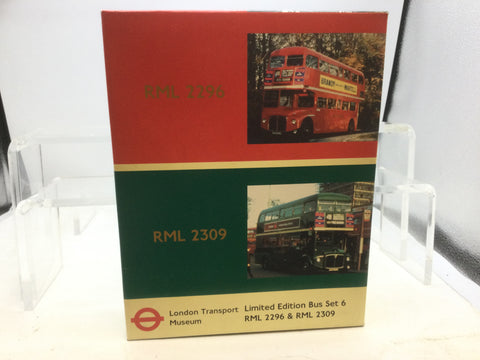 RML 2296
RML 2309
London Transport
Museum
Limited Edition Bus Set 6
RML 2296 & RML 2309